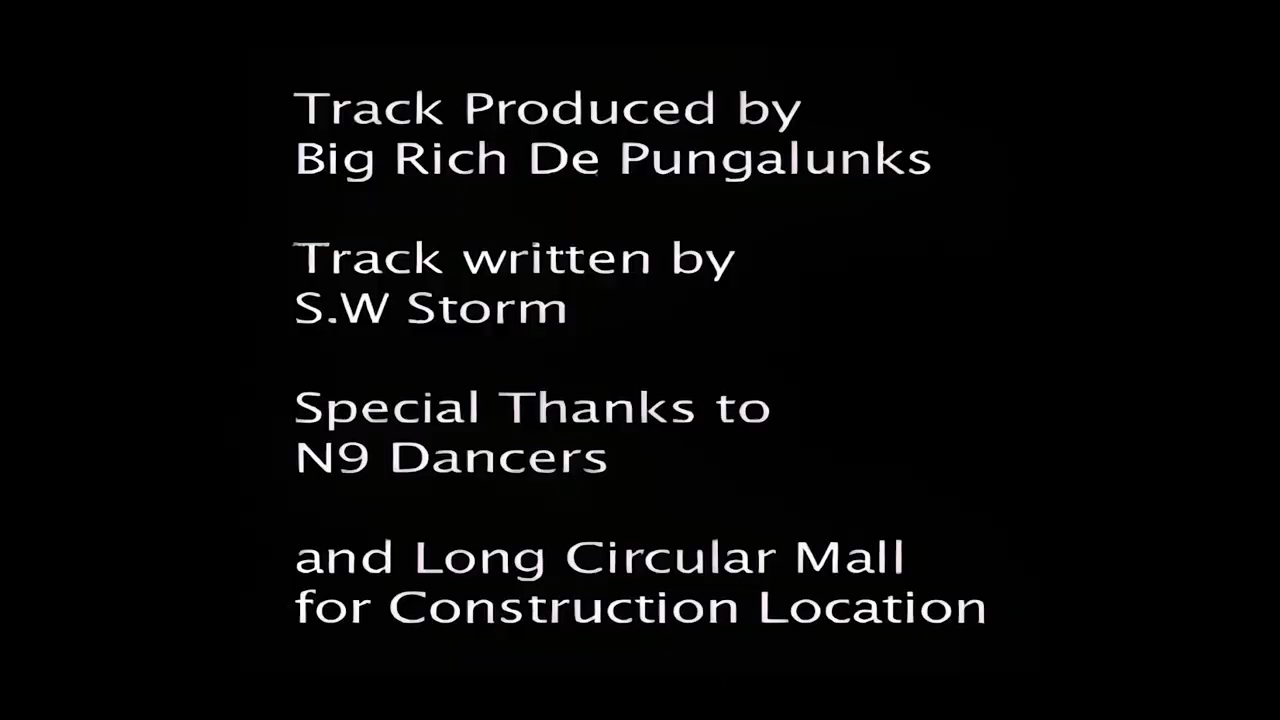 Track Produced by
Big Rich De Pungalunks
Track written by
S.W Storm
Special Thanks to
N9 Dancers
and Long Circular Mall
for Construction Location